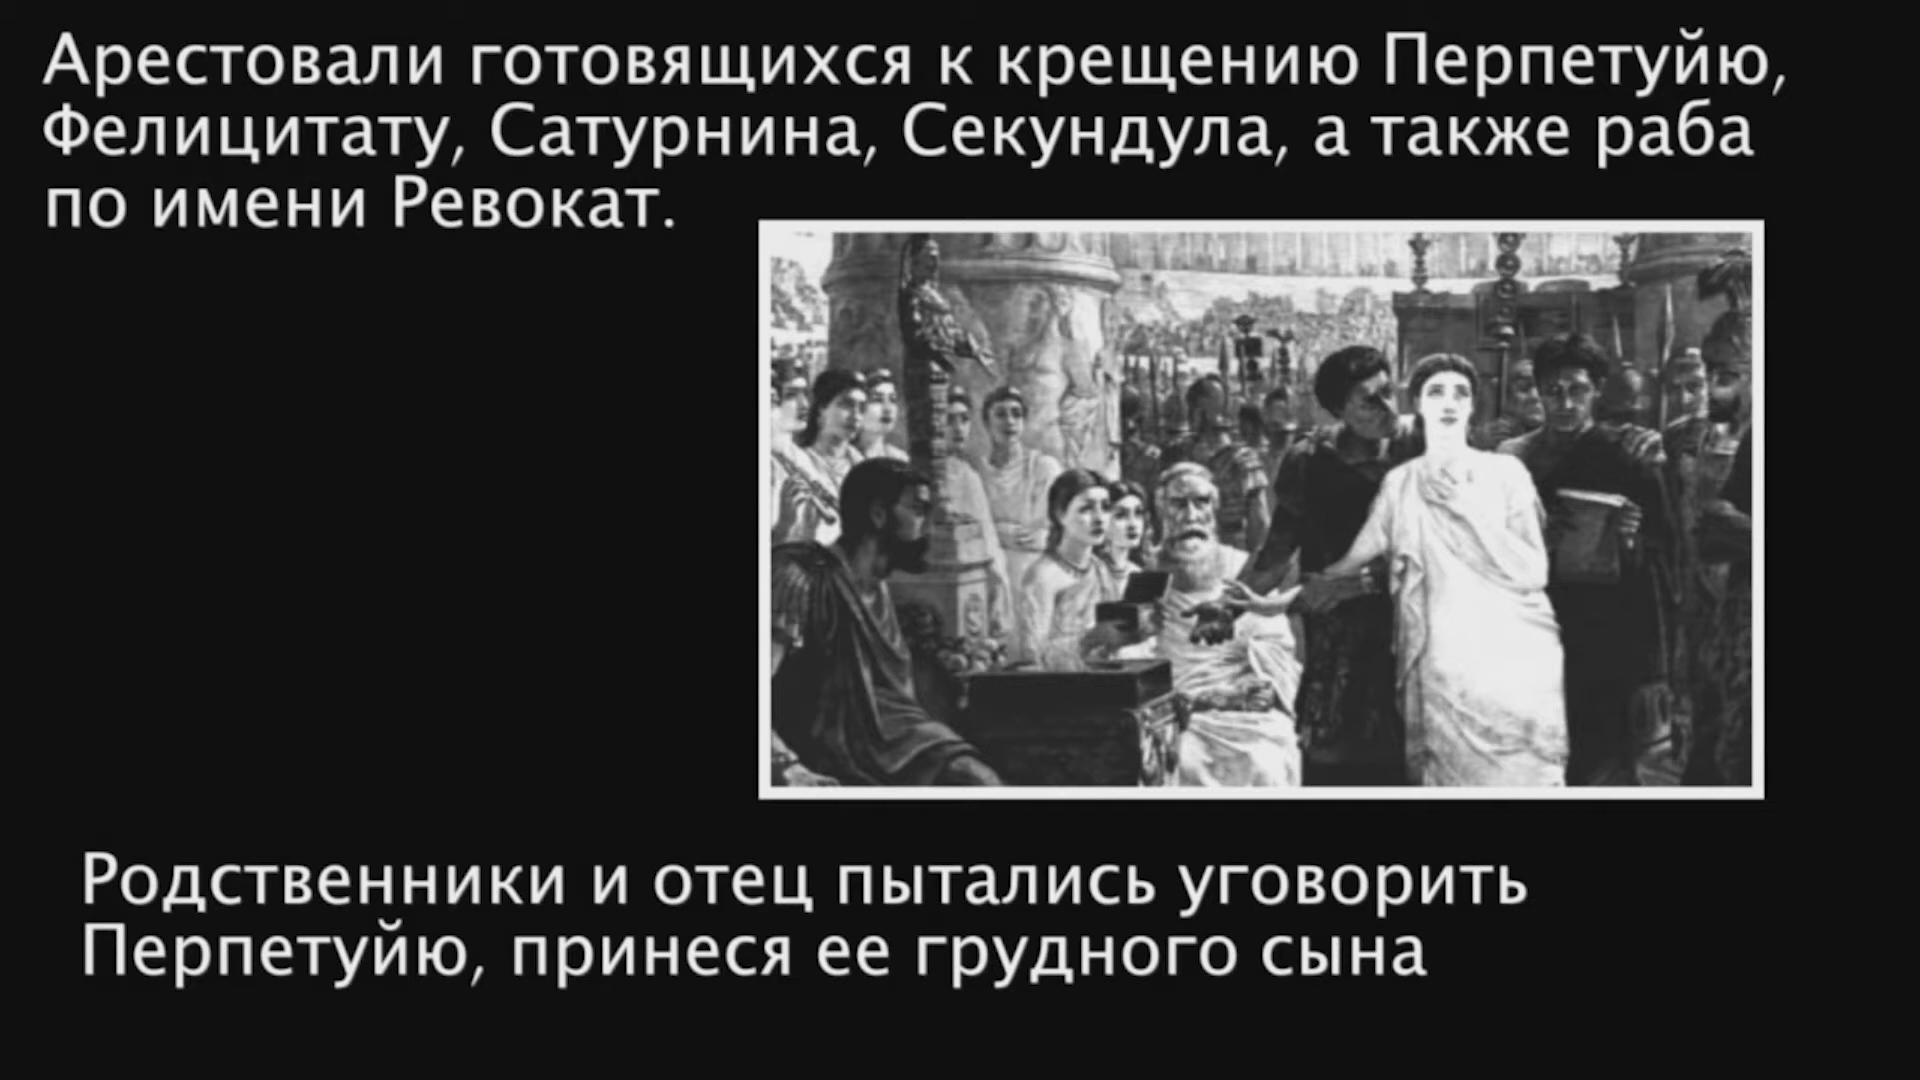 Арестовали готовящихся к крещению Перпетуйю,
Фелицитату, Сатурнина, Секундула, а также раба
по имени Ревокат.
Родственники и отец пытались уговорить
Перпетуйю, принеся ее грудного сына